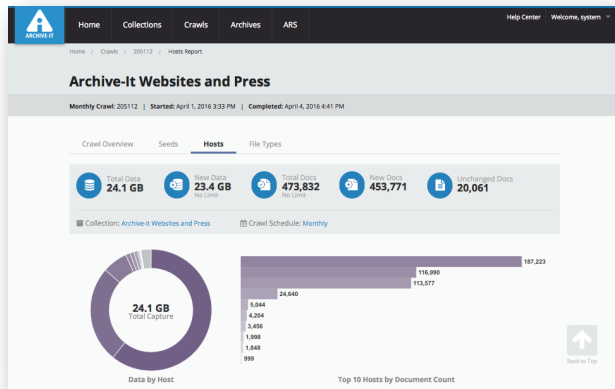 ARCHIVE-IT
Home Collections Crawls Archives ARS
Help Center Welcome, system
Home / Crawls / 205112 / Hosts Report
Archive-It Websites and Press
Monthly Crawl: 205112 | Started: April 1, 2016 3:33 PM | Completed: April 4, 2016 4:41 PM
Crawl Overview Seeds Hosts File Types
Total Data
24.1 GB
New Data
23.4 GB
No Limit
Total Docs
473,832
No Limit
New Docs
453,771
Unchanged Docs
20,061
Collection: Archive-It Websites and Press
Crawl Schedule: Monthly
24.1 GB
Total Capture
Data by Host
187,223
116,990
113,577
24,640
5,044
4,204
3,456
1,998
1,848
999
Top 10 Hosts by Document Count
Back to Top